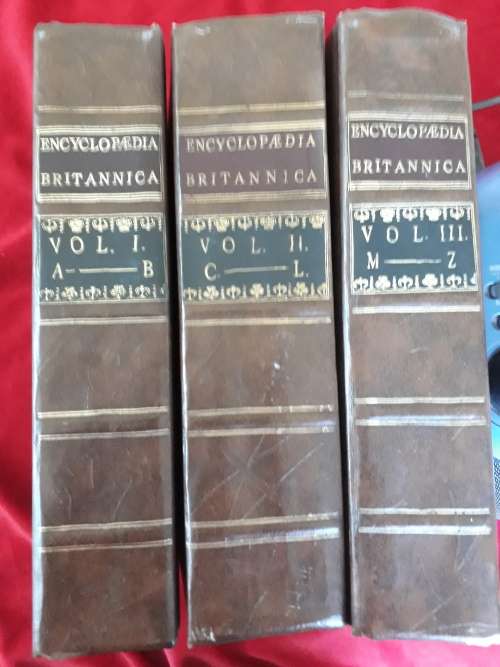 ENCYCLOPÆDIA
BRITANNICA
VOL. I.
A——B
ENCYCLOPÆDIA
BRITANNICA
VOL. II.
C.——L.
ENCYCLOPÆDIA
BRITANNICA
VOL. III.
M——Z